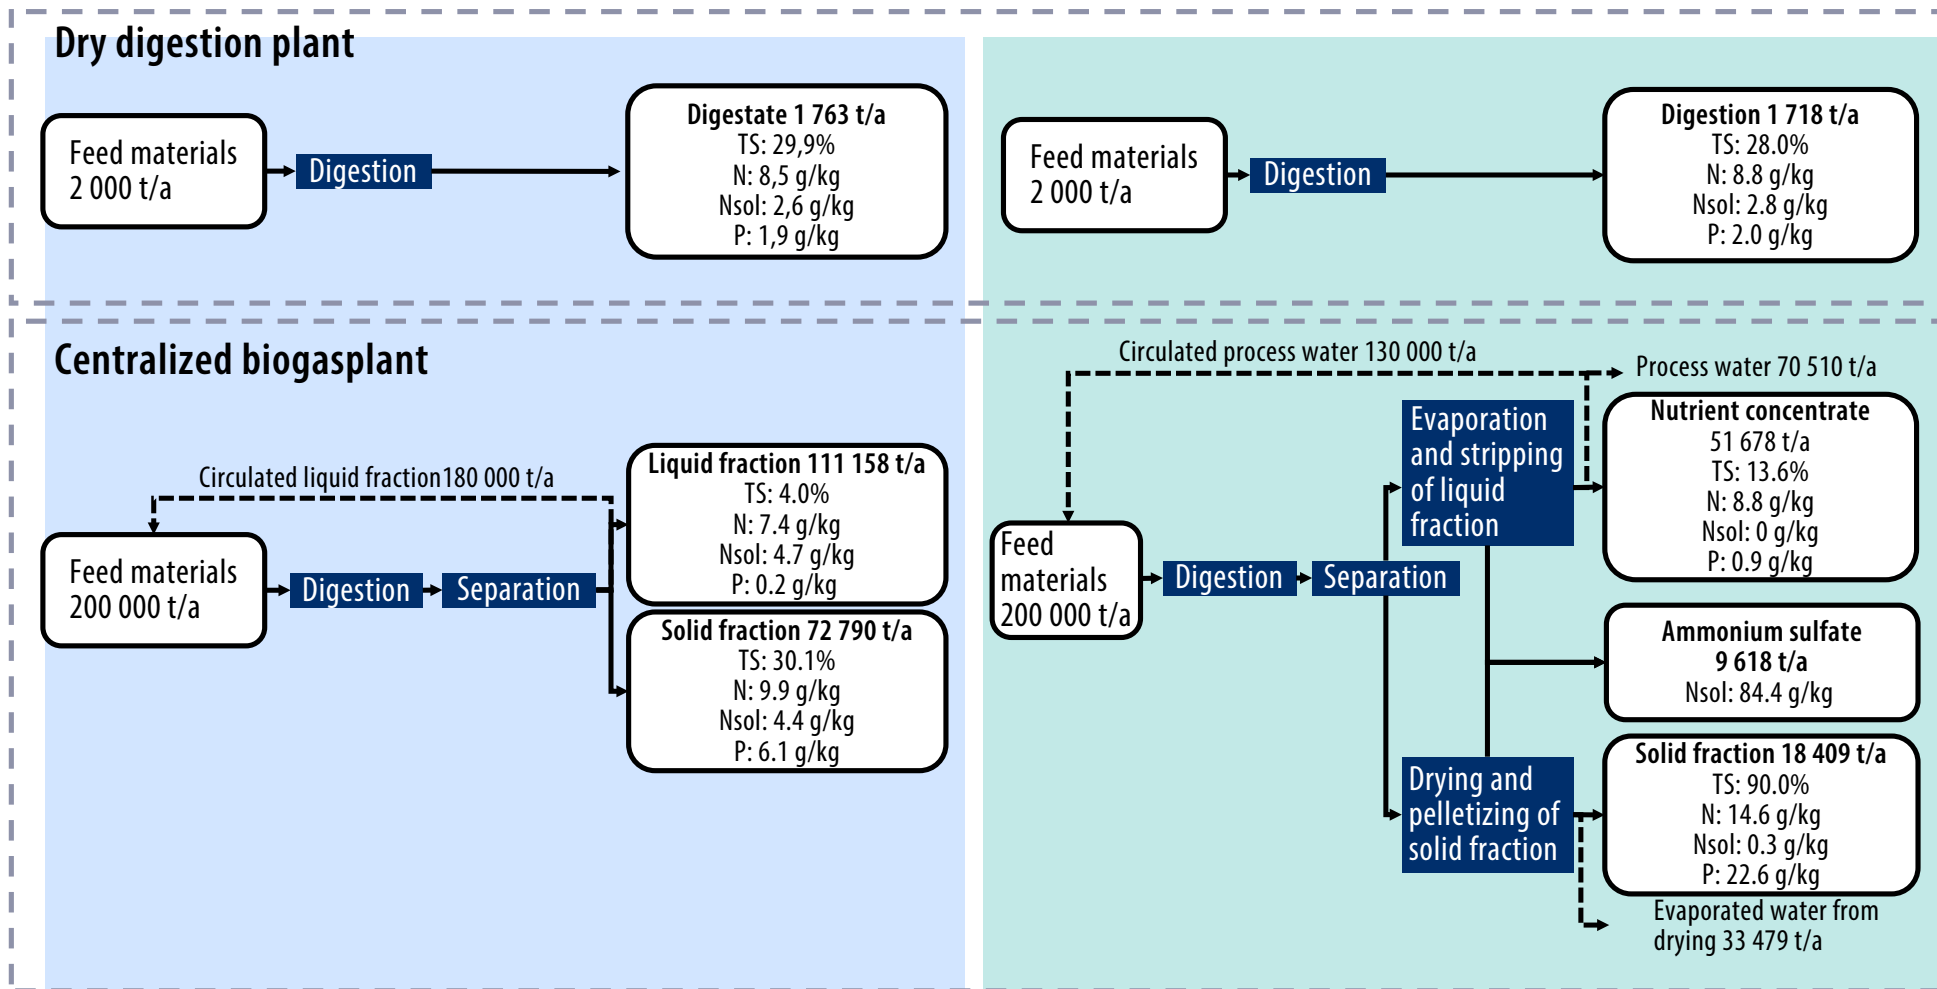 Dry digestion plant
Feed materials
2 000 t/a
Digestion
Digestate 1 763 t/a
TS: 29,9%
N: 8,5 g/kg
Nsol: 2,6 g/kg
P: 1,9 g/kg
Feed materials
2 000 t/a
Digestion
Digestion 1 718 t/a
TS: 28.0%
N: 8.8 g/kg
Nsol: 2.8 g/kg
P: 2.0 g/kg
Centralized biogasplant
Circulated liquid fraction180 000 t/a
Feed materials
200 000 t/a
Digestion
Separation
Liquid fraction 111 158 t/a
TS: 4.0%
N: 7.4 g/kg
Nsol: 4.7 g/kg
P: 0.2 g/kg
Solid fraction 72 790 t/a
TS: 30.1%
N: 9.9 g/kg
Nsol: 4.4 g/kg
P: 6.1 g/kg
Circulated process water 130 000 t/a
Process water 70 510 t/a
Feed
materials
200 000 t/a
Digestion
Separation
Evaporation
and stripping
of liquid
fraction
Nutrient concentrate
51 678 t/a
TS: 13.6%
N: 8.8 g/kg
Nsol: 0 g/kg
P: 0.9 g/kg
Ammonium sulfate
9 618 t/a
Nsol: 84.4 g/kg
Drying and
pelletizing of
solid fraction
Solid fraction 18 409 t/a
TS: 90.0%
N: 14.6 g/kg
Nsol: 0.3 g/kg
P: 22.6 g/kg
Evaporated water from
drying 33 479 t/a